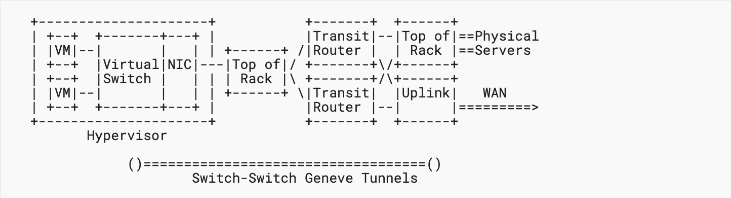 +---------------------+           +-------+  +------+
| +--+  +-------+---+ |           |Transit|--|Top of|==Physical
| |VM|--|       |   | | +------+ /|Router |  | Rack |==Servers
| +--+  |Virtual|NIC|---|Top of|/ +-------+\/+------+
| +--+  |Switch |   | | | Rack |\ +-------+/\+------+
| |VM|--|       |   | | +------+ \|Transit|  |Uplink|   WAN
| +--+  +-------+---+ |           |Router |--|      |=========>
+---------------------+           +-------+  +------+
Hypervisor
()===================================()
Switch-Switch Geneve Tunnels